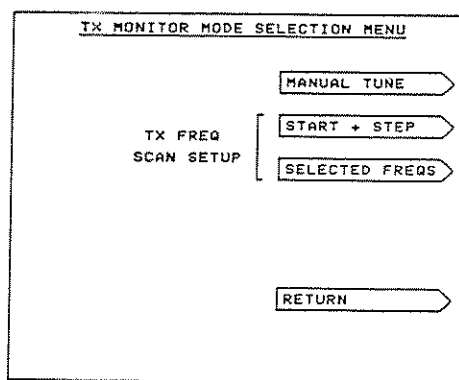 TX MONITOR MODE SELECTION MENU
MANUAL TUNE
TX FREQ
SCAN SETUP
START + STEP
SELECTED FREQS
RETURN